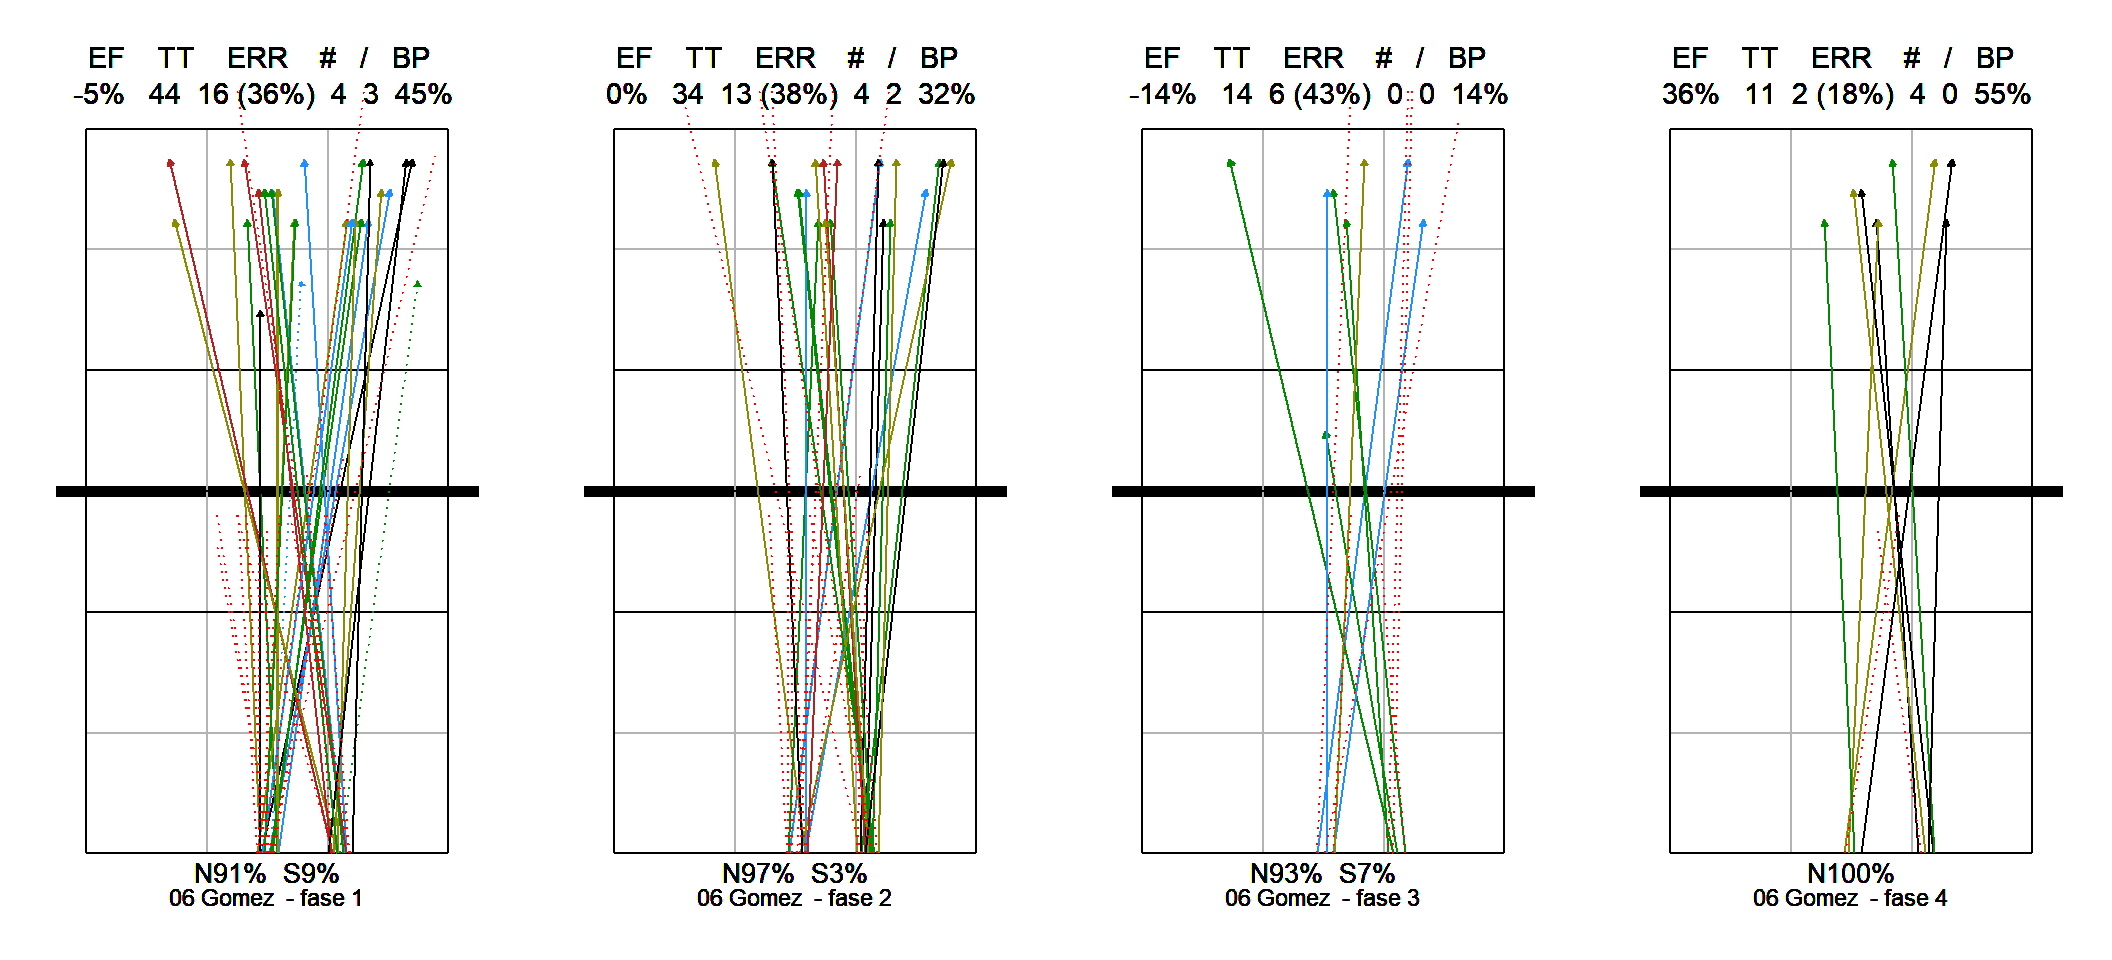 EF TT ERR # / BP
-5% 44 16 (36%) 4 3 45%
N91% S9%
06 Gomez - fase 1
EF TT ERR # / BP
0% 34 13 (38%) 4 2 32%
N97% S3%
06 Gomez - fase 2
EF TT ERR # / BP
-14% 14 6 (43%) 0 0 14%
N93% S7%
06 Gomez - fase 3
EF TT ERR # / BP
36% 11 2 (18%) 4 0 55%
N100%
06 Gomez - fase 4